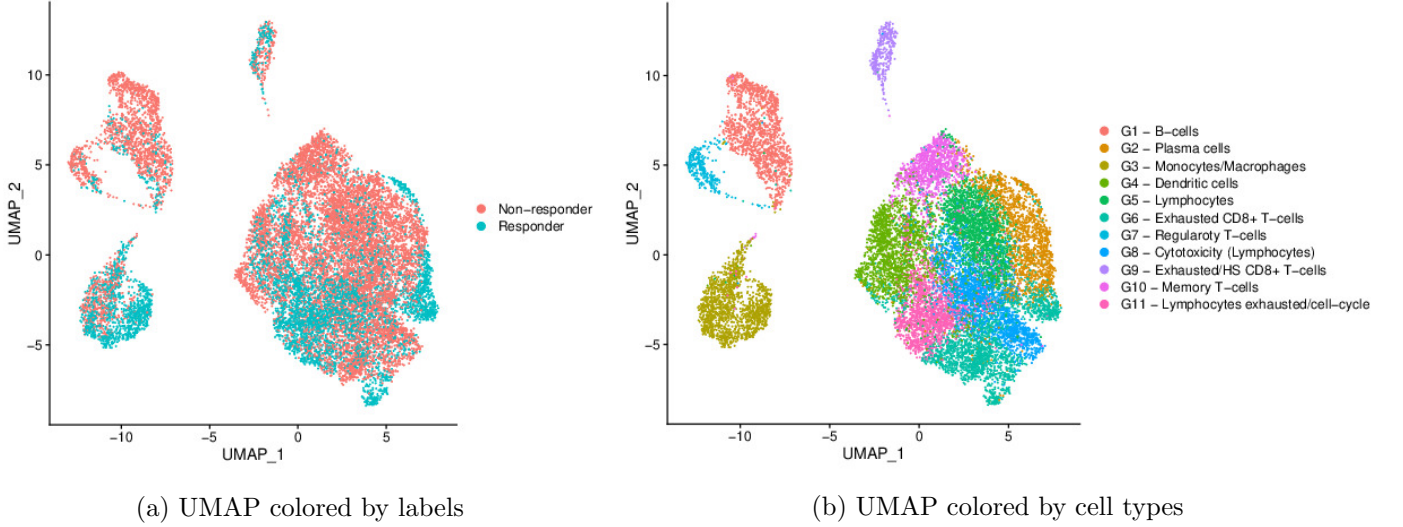 10
5
0
−5
UMAP_2
−10
−5
0
5
UMAP_1
Non−responder
Responder
(a) UMAP colored by labels
10
5
0
−5
UMAP_2
−10
−5
0
5
UMAP_1
G1 − B−cells
G2 − Plasma cells
G3 − Monocytes/Macrophages
G4 − Dendritic cells
G5 − Lymphocytes
G6 − Exhausted CD8+ T−cells
G7 − Regularoty T−cells
G8 − Cytotoxicity (Lymphocytes)
G9 − Exhausted/HS CD8+ T−cells
G10 − Memory T−cells
G11 − Lymphocytes exhausted/cell−cycle
(b) UMAP colored by cell types